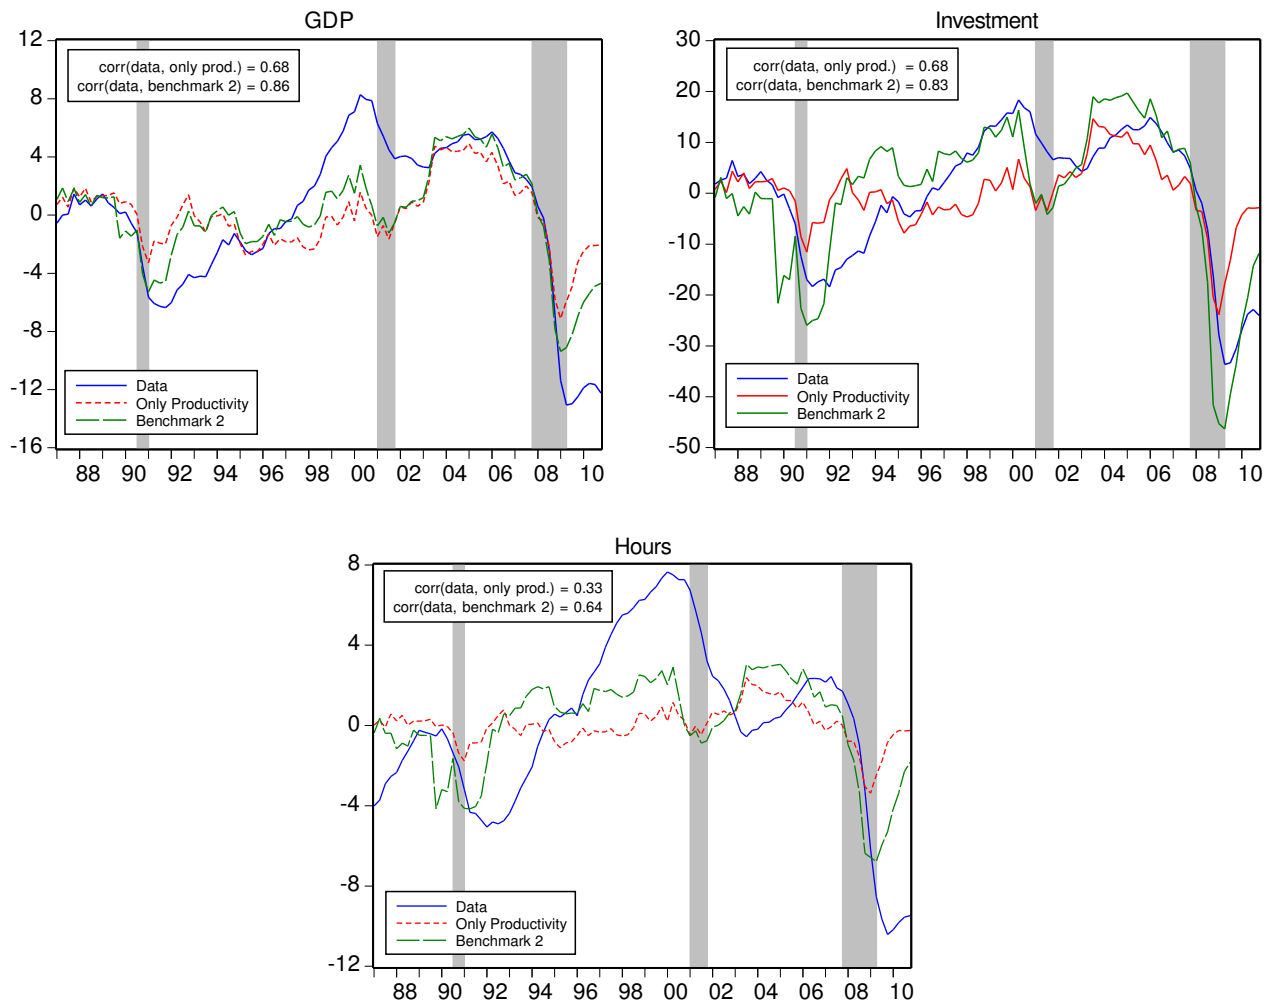 GDP
12
8
4
0
-4
-8
-12
-16
corr(data, only prod.) = 0.68
corr(data, benchmark 2) = 0.86
Data
Only Productivity
Benchmark 2
88 90 92 94 96 98 00 02 04 06 08 10
Investment
30
20
10
0
-10
-20
-30
-40
-50
corr(data, only prod.) = 0.68
corr(data, benchmark 2) = 0.83
Data
Only Productivity
Benchmark 2
88 90 92 94 96 98 00 02 04 06 08 10
Hours
8
4
0
-4
-8
-12
corr(data, only prod.) = 0.33
corr(data, benchmark 2) = 0.64
Data
Only Productivity
Benchmark 2
88 90 92 94 96 98 00 02 04 06 08 10